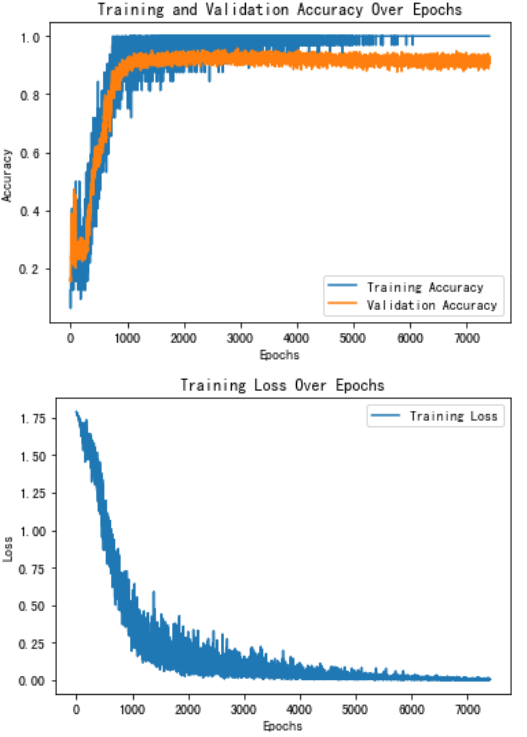 Training and Validation Accuracy Over Epochs
1.0
0.8
0.6
0.4
0.2
Accuracy
Training Accuracy
Validation Accuracy
0 1000 2000 3000 4000 5000 6000 7000
Epochs
Training Loss Over Epochs
1.75
1.50
1.25
1.00
0.75
0.50
0.25
0.00
Loss
Training Loss
0 1000 2000 3000 4000 5000 6000 7000
Epochs